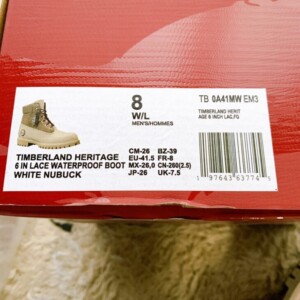 8
W/L
MEN'S/HOMMES
TB 0A41MW EM3
TIMBERLAND HERIT
AGE 6 INCH LAC,FG
TIMBERLAND HERITAGE
6 IN LACE WATERPROOF BOOT
WHITE NUBUCK
CM-26 BZ-39
EU-41.5 FR-8
MX-26,0 CN-260(2.5)
JP-26 UK-7.5
1 97643 63774